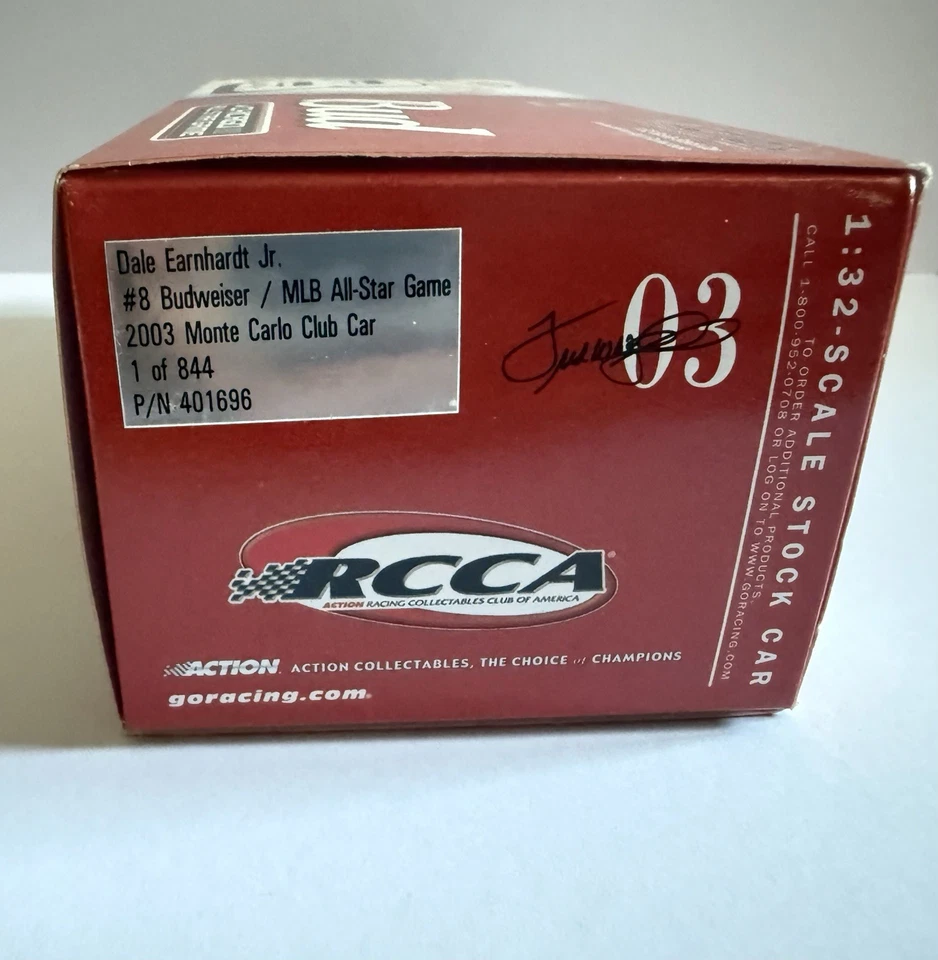 Bud
Dale Earnhardt Jr.
#8 Budweiser / MLB All-Star Game
2003 Monte Carlo Club Car
1 of 844
P/N 401696
03
RCCA
ACTION RACING COLLECTABLES CLUB OF AMERICA
ACTION ACTION COLLECTABLES, THE CHOICE of CHAMPIONS
goracing.com
1:32-SCALE STOCK CAR
CALL 1-800-952-0708 OR LOG ON TO WWW.GORACING.COM
TO ORDER ADDITIONAL PRODUCTS.